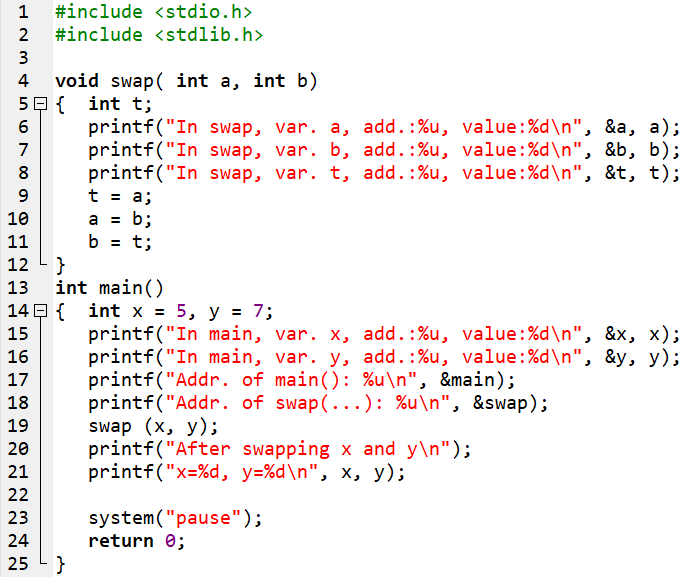 1 #include <stdio.h>
2 #include <stdlib.h>
3
4 void swap( int a, int b)
5 { int t;
6 printf("In swap, var. a, add.:%u, value:%d\n", &a, a);
7 printf("In swap, var. b, add.:%u, value:%d\n", &b, b);
8 printf("In swap, var. t, add.:%u, value:%d\n", &t, t);
9 t = a;
10 a = b;
11 b = t;
12 }
13 int main()
14 { int x = 5, y = 7;
15 printf("In main, var. x, add.:%u, value:%d\n", &x, x);
16 printf("In main, var. y, add.:%u, value:%d\n", &y, y);
17 printf("Addr. of main(): %u\n", &main);
18 printf("Addr. of swap(...): %u\n", &swap);
19 swap (x, y);
20 printf("After swapping x and y\n");
21 printf("x=%d, y=%d\n", x, y);
22
23 system("pause");
24 return 0;
25 }